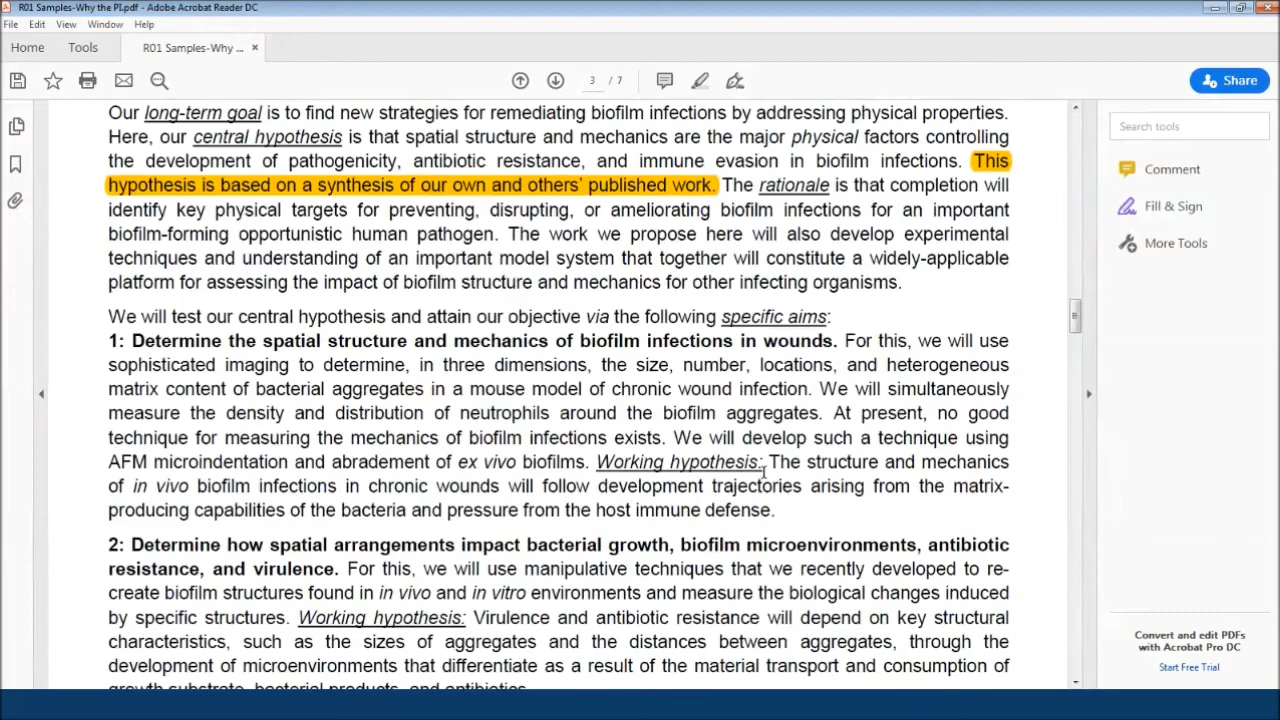 R01 Samples-Why the PI.pdf - Adobe Acrobat Reader DC
File Edit View Window Help
Home Tools R01 Samples-Why ... ×
3 / 7
Share
Our long-term goal is to find new strategies for remediating biofilm infections by addressing physical properties.
Here, our central hypothesis is that spatial structure and mechanics are the major physical factors controlling
the development of pathogenicity, antibiotic resistance, and immune evasion in biofilm infections. This
hypothesis is based on a synthesis of our own and others' published work. The rationale is that completion will
identify key physical targets for preventing, disrupting, or ameliorating biofilm infections for an important
biofilm-forming opportunistic human pathogen. The work we propose here will also develop experimental
techniques and understanding of an important model system that together will constitute a widely-applicable
platform for assessing the impact of biofilm structure and mechanics for other infecting organisms.
We will test our central hypothesis and attain our objective via the following specific aims:
1: Determine the spatial structure and mechanics of biofilm infections in wounds. For this, we will use
sophisticated imaging to determine, in three dimensions, the size, number, locations, and heterogeneous
matrix content of bacterial aggregates in a mouse model of chronic wound infection. We will simultaneously
measure the density and distribution of neutrophils around the biofilm aggregates. At present, no good
technique for measuring the mechanics of biofilm infections exists. We will develop such a technique using
AFM microindentation and abradement of ex vivo biofilms. Working hypothesis: The structure and mechanics
of in vivo biofilm infections in chronic wounds will follow development trajectories arising from the matrix-
producing capabilities of the bacteria and pressure from the host immune defense.
2: Determine how spatial arrangements impact bacterial growth, biofilm microenvironments, antibiotic
resistance, and virulence. For this, we will use manipulative techniques that we recently developed to re-
create biofilm structures found in in vivo and in vitro environments and measure the biological changes induced
by specific structures. Working hypothesis: Virulence and antibiotic resistance will depend on key structural
characteristics, such as the sizes of aggregates and the distances between aggregates, through the
development of microenvironments that differentiate as a result of the material transport and consumption of
growth substrate, bacterial products, and antibiotics.
Search tools
Comment
Fill & Sign
More Tools
Convert and edit PDFs
with Acrobat Pro DC
Start Free Trial